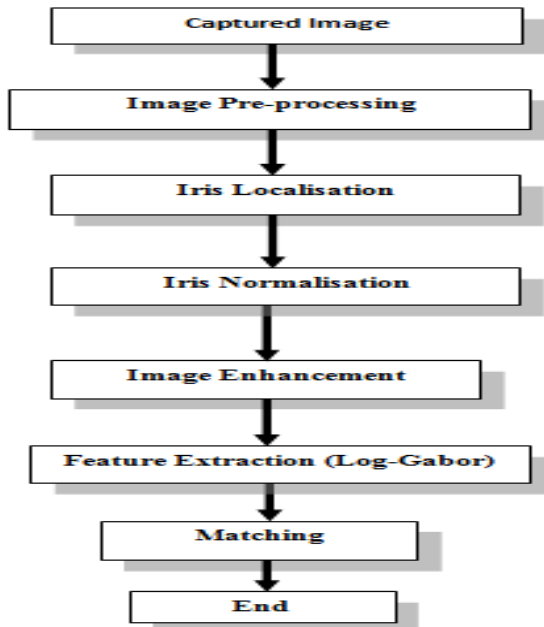 Captured Image
Image Pre-processing
Iris Localisation
Iris Normalisation
Image Enhancement
Feature Extraction (Log-Gabor)
Matching
End